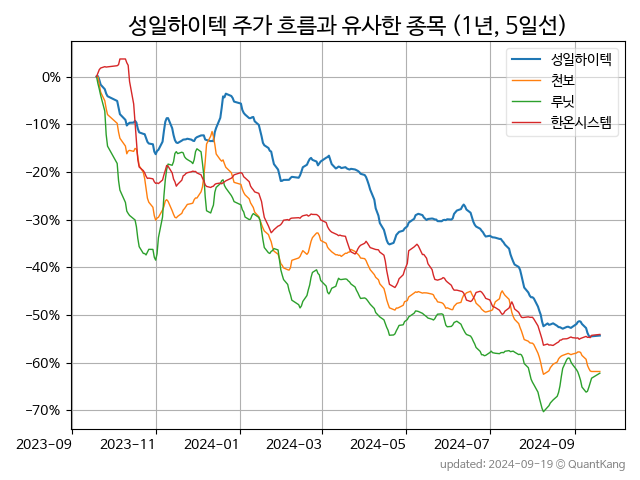 성일하이텍 주가 흐름과 유사한 종목 (1년, 5일선)
성일하이텍
천보
루닛
한온시스템
0%
−10%
−20%
−30%
−40%
−50%
−60%
−70%
2023-09
2023-11
2024-01
2024-03
2024-05
2024-07
2024-09
updated: 2024-09-19 © QuantKang